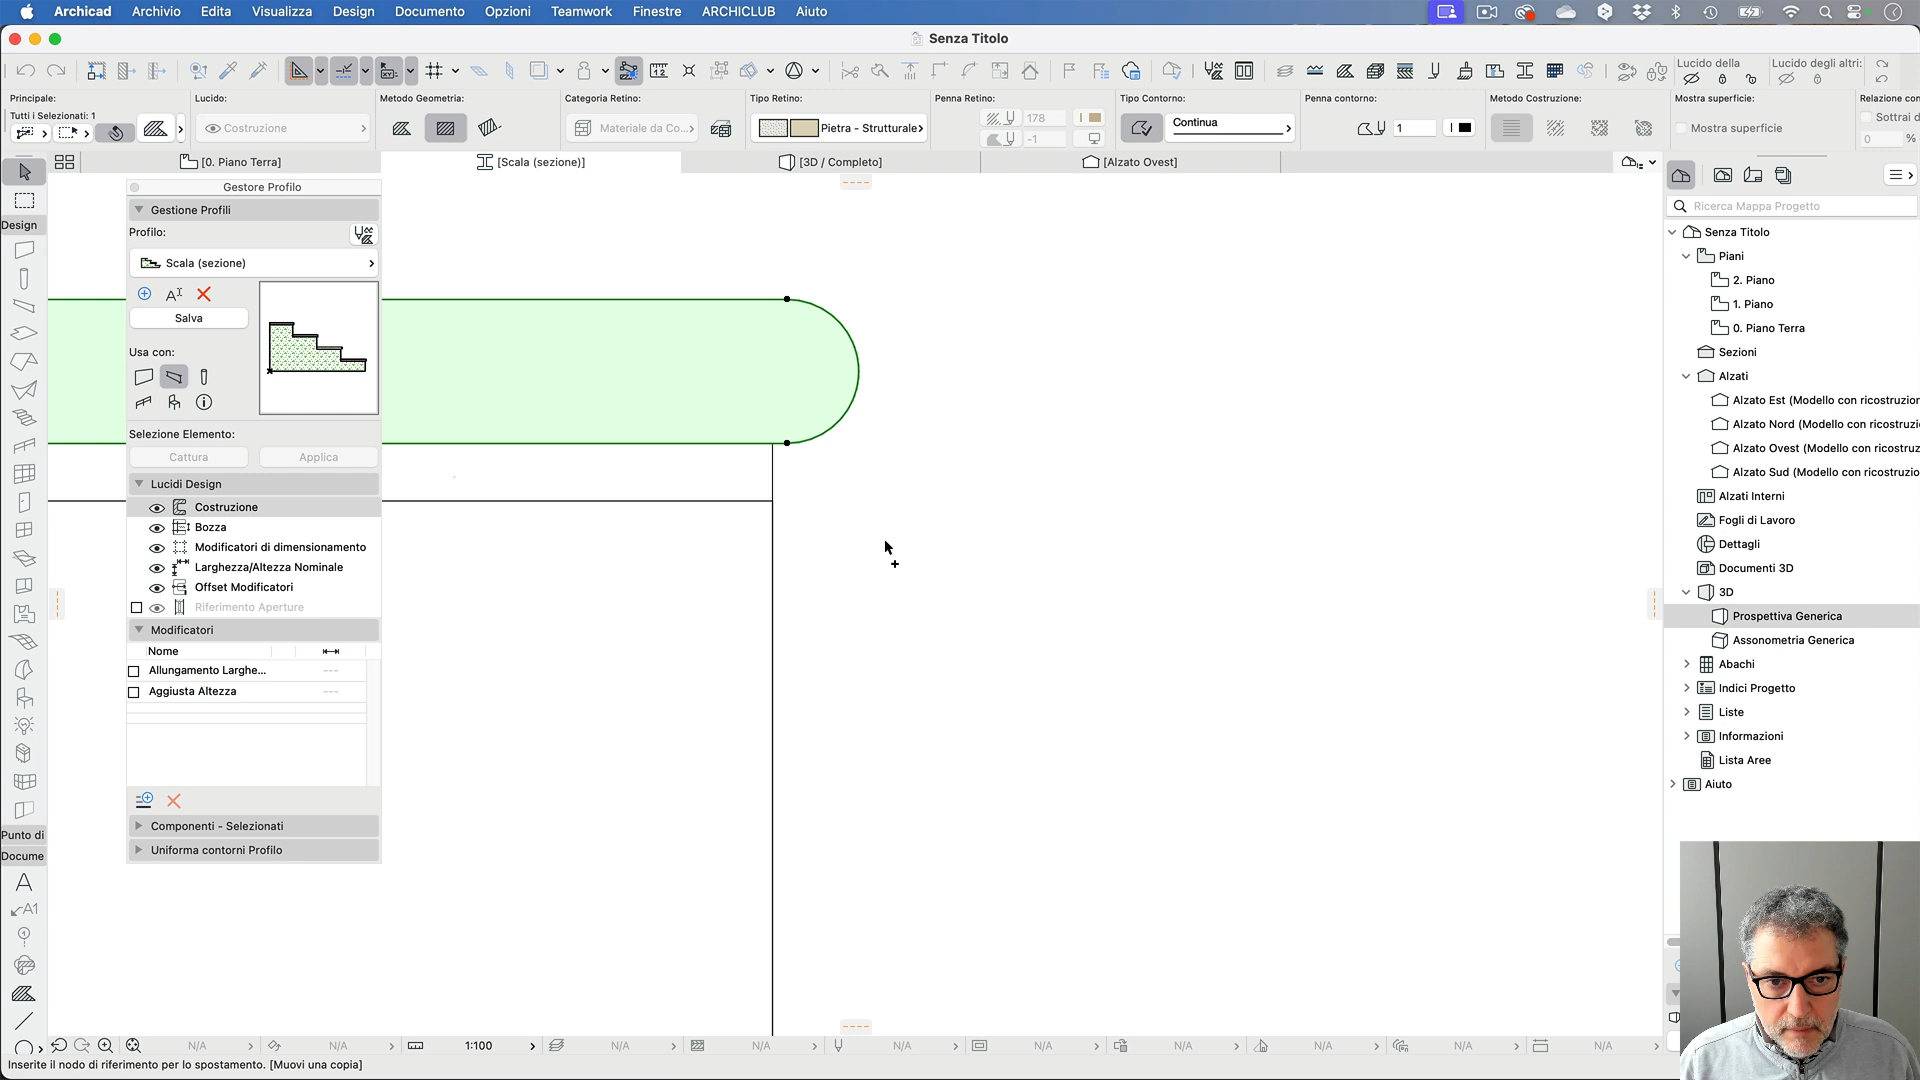 Archicad Archivio Edita Visualizza Design Documento Opzioni Teamwork Finestre ARCHICLUB Aiuto
Senza Titolo
Lucido della
Lucido degli altri:
Principale:
Tutti i Selezionati: 1
Lucido:
Costruzione
Metodo Geometria:
Categoria Retino:
Materiale da Co...
Tipo Retino:
Pietra - Strutturale
Penna Retino:
178
-1
Tipo Contorno:
Continua
Penna contorno:
1
Metodo Costruzione:
Mostra superficie:
Mostra superficie
Relazione con
Sottrai d
0 %
[0. Piano Terra]
[Scala (sezione)]
[3D / Completo]
[Alzato Ovest]
Design
Punto di
Docume
A
A1
Gestore Profilo
Gestione Profili
Profilo:
Scala (sezione)
Salva
Usa con:
Selezione Elemento:
Cattura
Applica
Lucidi Design
Costruzione
Bozza
Modificatori di dimensionamento
Larghezza/Altezza Nominale
Offset Modificatori
Riferimento Aperture
Modificatori
Nome
Allungamento Larghe... ---
Aggiusta Altezza ---
Componenti - Selezionati
Uniforma contorni Profilo
Ricerca Mappa Progetto
Senza Titolo
Piani
2. Piano
1. Piano
0. Piano Terra
Sezioni
Alzati
Alzato Est (Modello con ricostruzion
Alzato Nord (Modello con ricostruzi
Alzato Ovest (Modello con ricostruz
Alzato Sud (Modello con ricostruzio
Alzati Interni
Fogli di Lavoro
Dettagli
Documenti 3D
3D
Prospettiva Generica
Assonometria Generica
Abachi
Indici Progetto
Liste
Informazioni
Lista Aree
Aiuto
N/A N/A 1:100 N/A N/A N/A N/A N/A N/A N/A N/A
Inserite il nodo di riferimento per lo spostamento. [Muovi una copia]